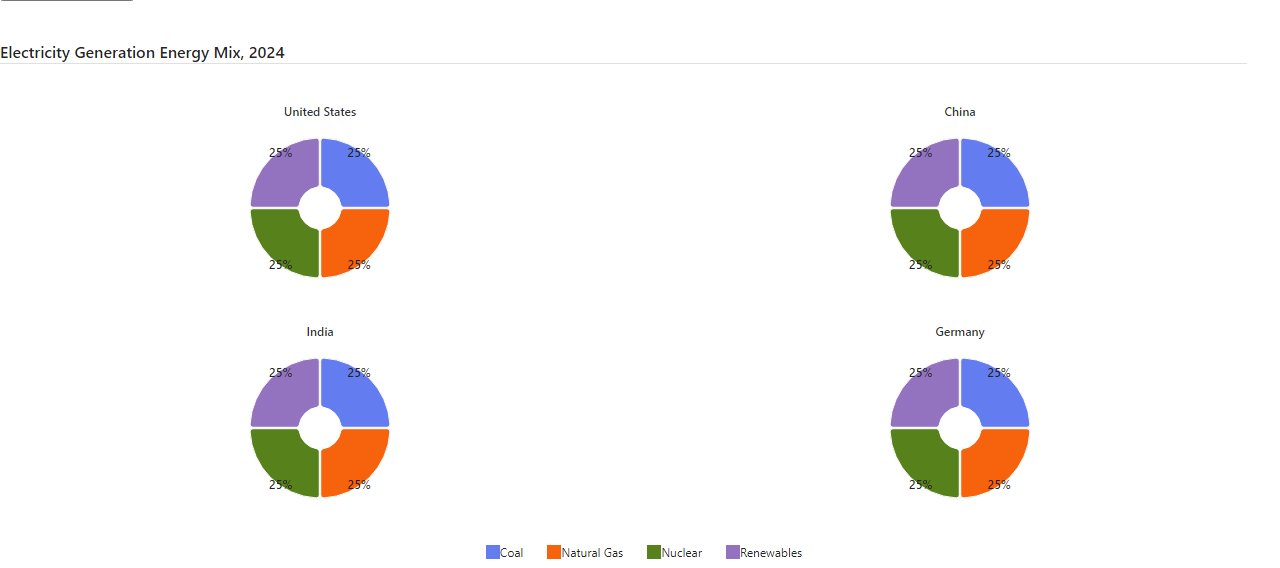 Electricity Generation Energy Mix, 2024
United States
China
25% 25%
25% 25%
25% 25%
25% 25%
India
Germany
25% 25%
25% 25%
25% 25%
25% 25%
Coal Natural Gas Nuclear Renewables